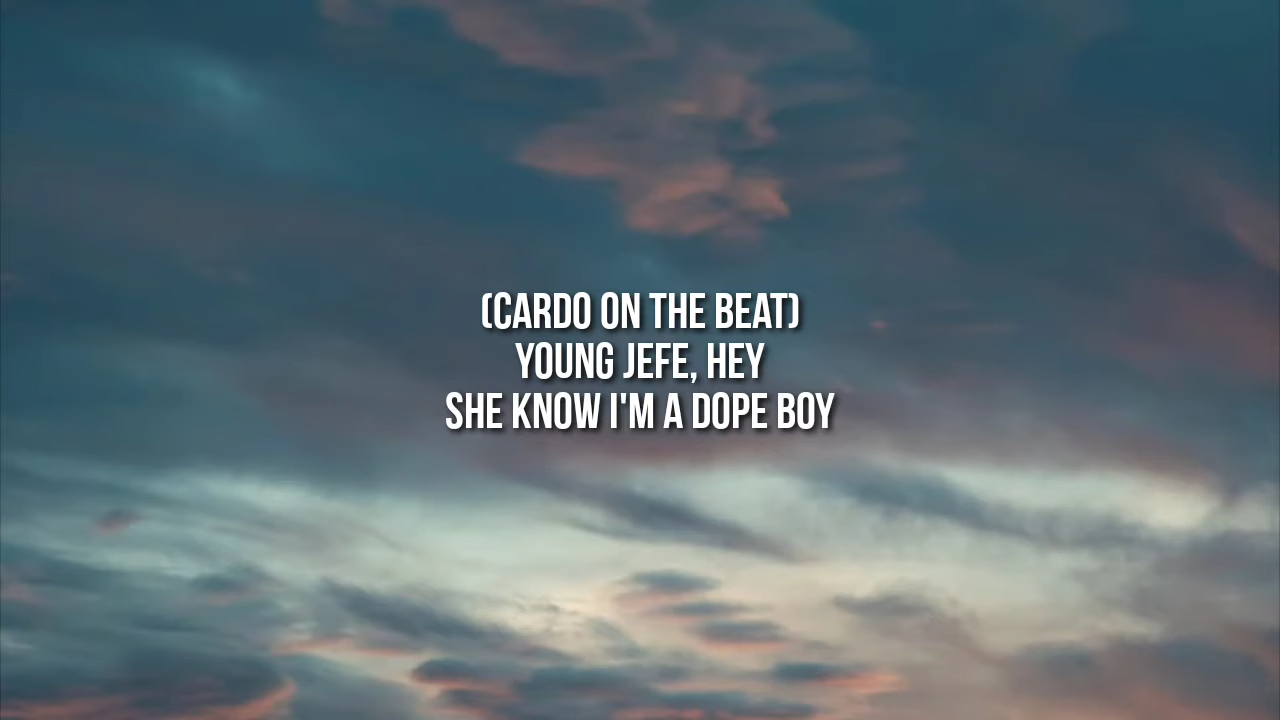 (CARDO ON THE BEAT)
YOUNG JEFE, HEY
SHE KNOW I'M A DOPE BOY